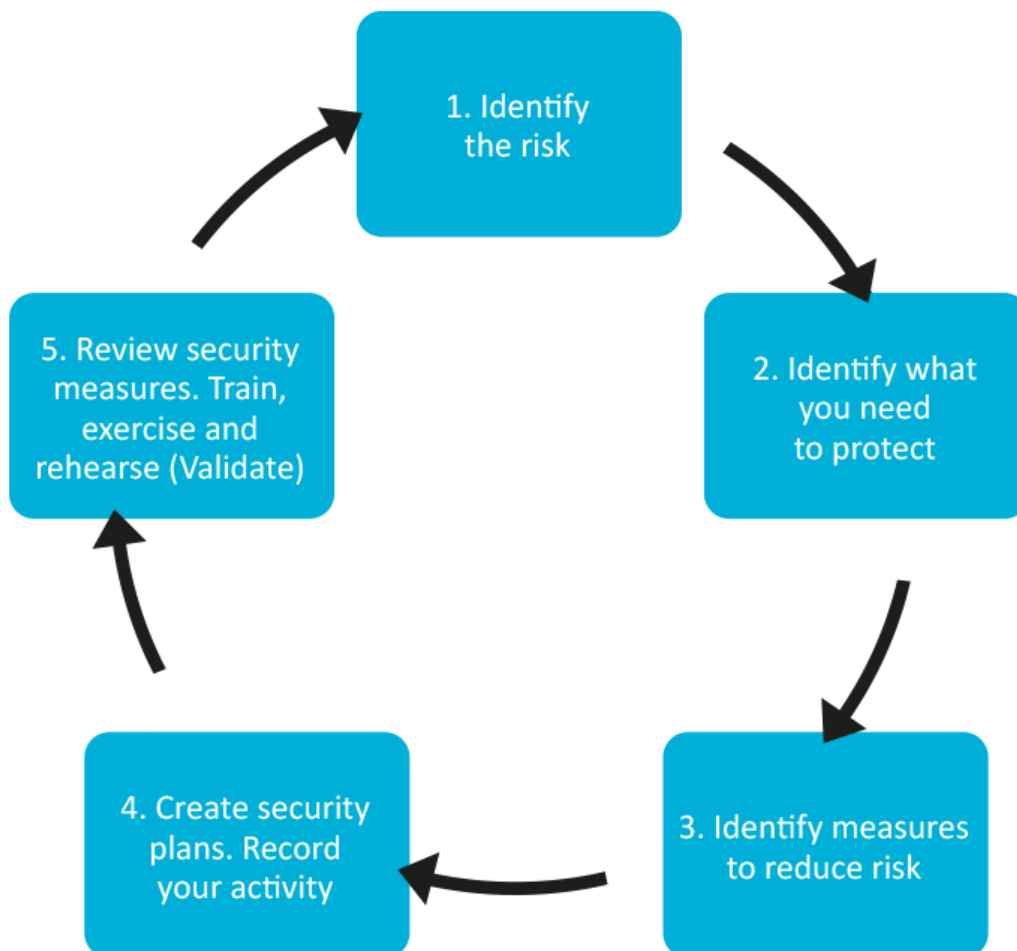 1. Identify
the risk
2. Identify what
you need
to protect
3. Identify measures
to reduce risk
4. Create security
plans. Record
your activity
5. Review security
measures. Train,
exercise and
rehearse (Validate)